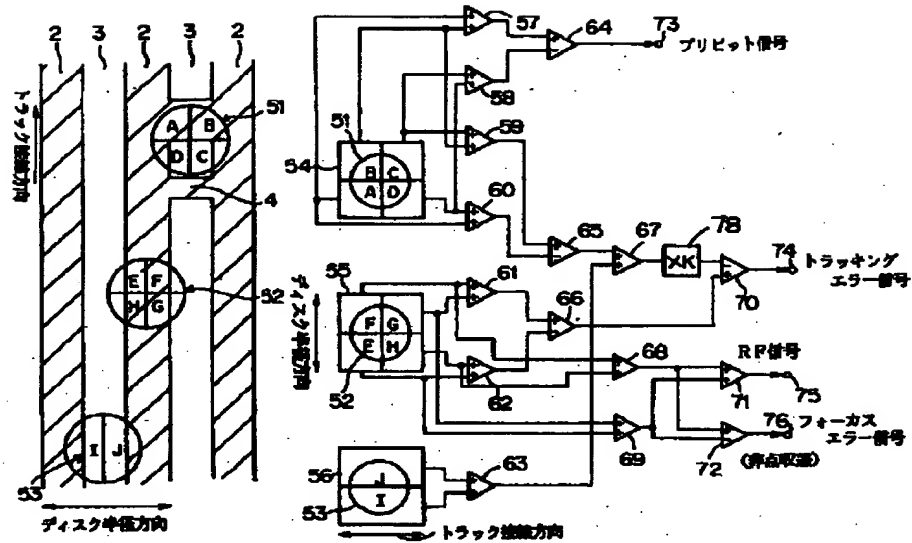 2 3 2 3 2
トラック接線方向
A B
D C
51
4
E F
H G
52
I J
53
ディスク半径方向
57
64
73
プリピット信号
58
59
51
54
B C
A D
60
65
67
78
XK
74
トラッキング
エラー信号
70
55
ディスク半径方向
F G
E H
52
61
66
62
68
RF信号
71
75
69
72
76
フォーカス
エラー信号
(非点収差)
56
J
I
53
63
トラック接線方向